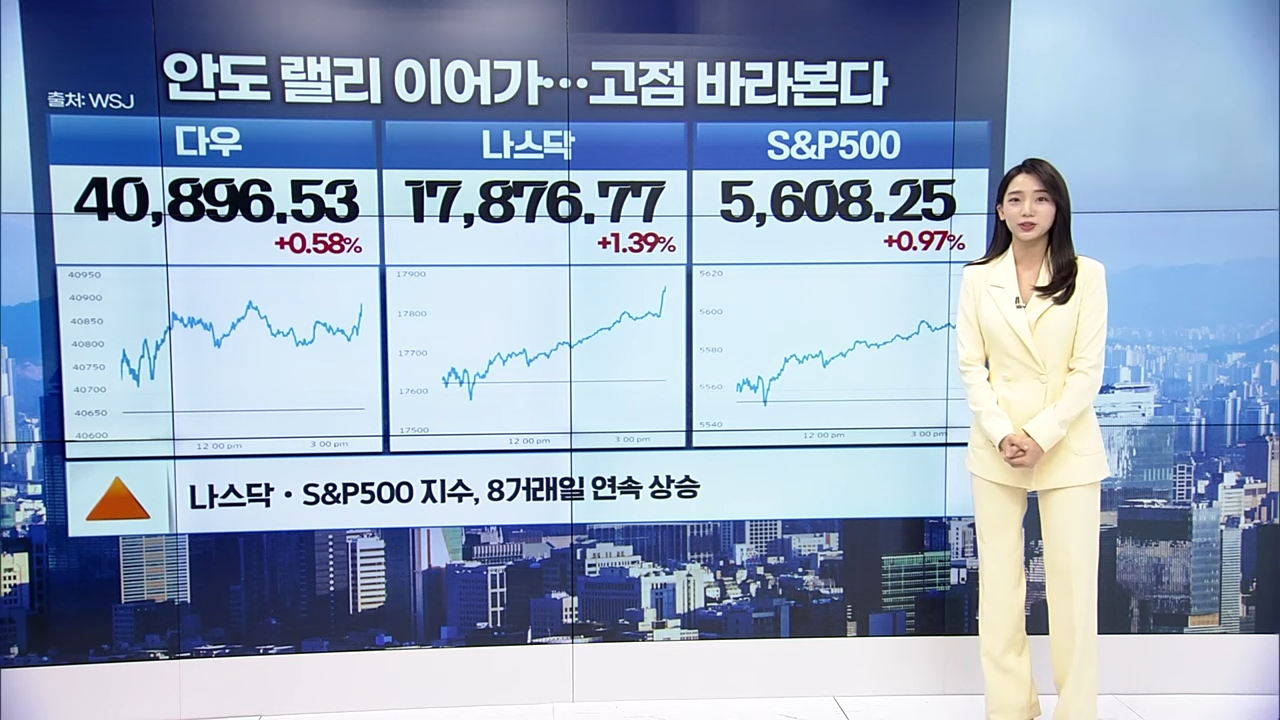 안도 랠리 이어가…고점 바라본다
출처: WSJ
다우
40,896.53
+0.58%
40950
40900
40850
40800
40750
40700
40650
40600
12 00 pm
3 00 pm
나스닥
17,876.77
+1.39%
17900
17800
17700
17600
17500
12 00 pm
3 00 pm
S&P500
5,608.25
+0.97%
5620
5600
5580
5560
5540
12 00 pm
3 00 pm
나스닥·S&P500 지수, 8거래일 연속 상승